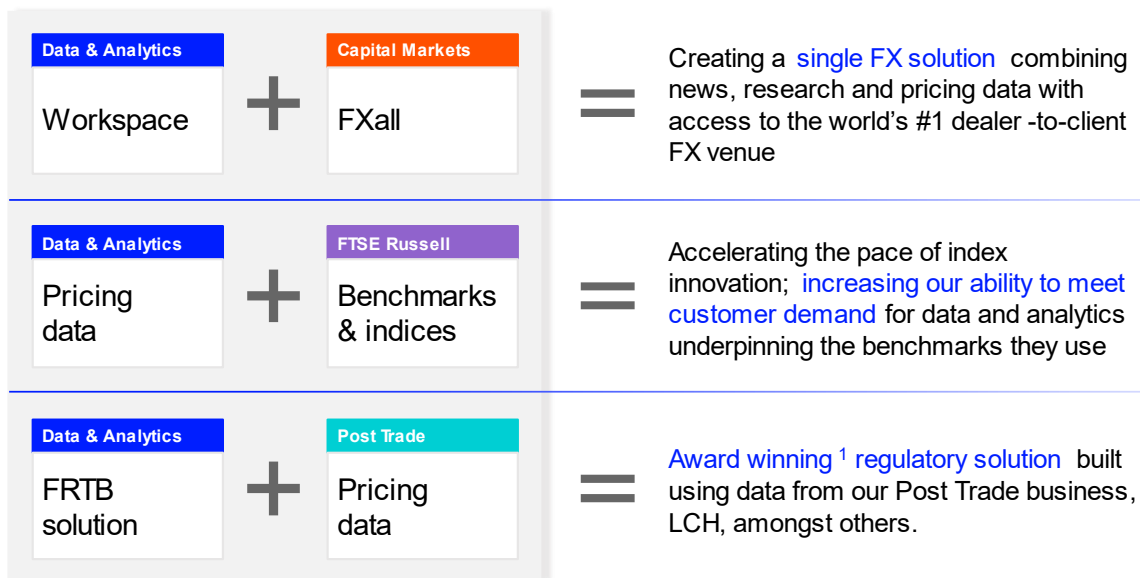 Data & Analytics
Workspace
+
Capital Markets
FXall
=
Creating a single FX solution combining
news, research and pricing data with
access to the world's #1 dealer -to-client
FX venue
Data & Analytics
Pricing
data
+
FTSE Russell
Benchmarks
& indices
=
Accelerating the pace of index
innovation; increasing our ability to meet
customer demand for data and analytics
underpinning the benchmarks they use
Data & Analytics
FRTB
solution
+
Post Trade
Pricing
data
=
Award winning ¹ regulatory solution built
using data from our Post Trade business,
LCH, amongst others.